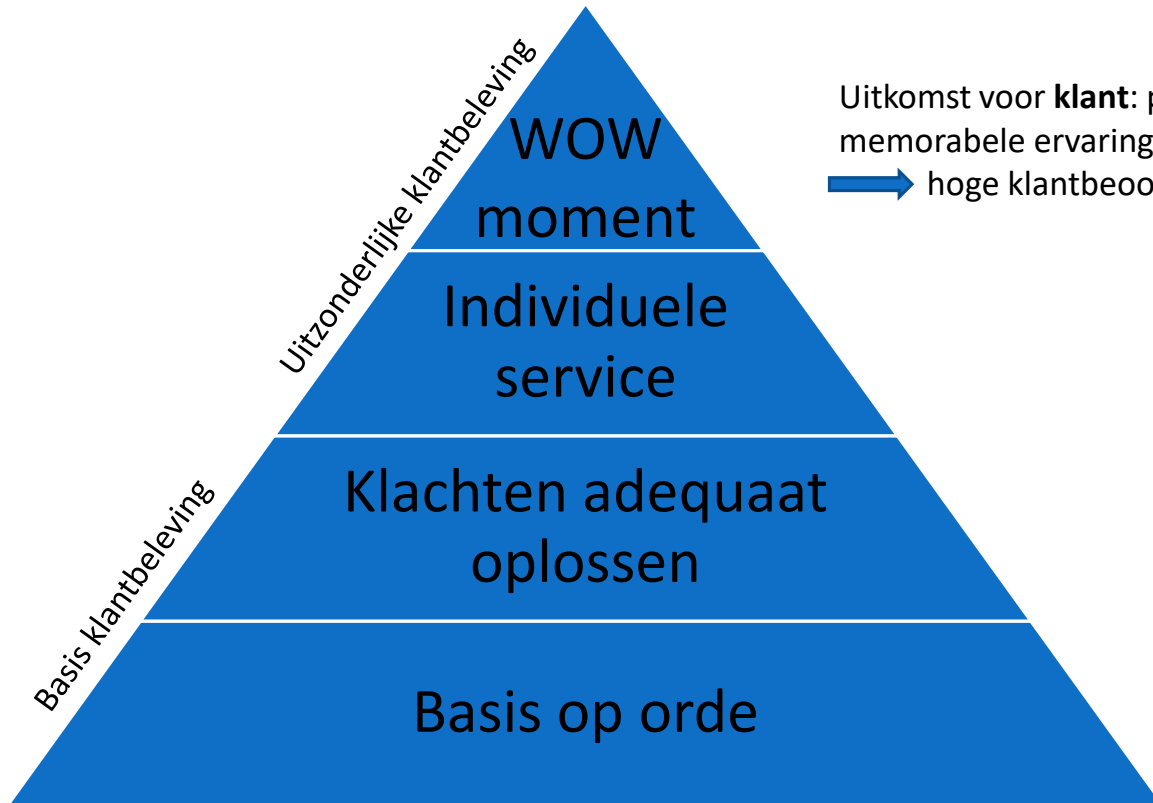 Uitzonderlijke klantbeleving
Basis klantbeleving
WOW
moment
Individuele
service
Klachten adequaat
oplossen
Basis op orde
Uitkomst voor klant:
memorabele ervaring
hoge